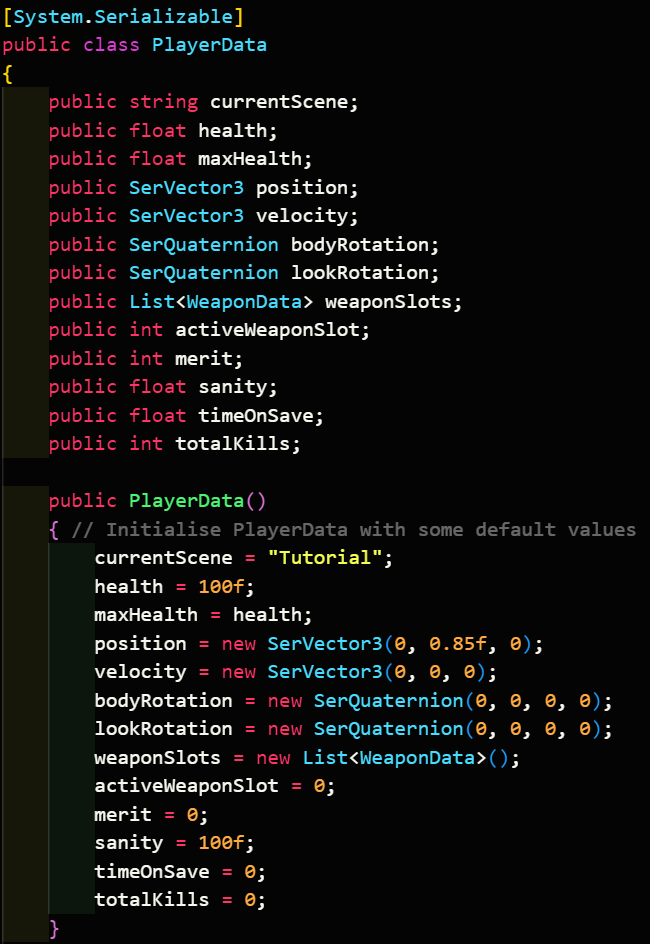 [System.Serializable]
public class PlayerData
{
    public string currentScene;
    public float health;
    public float maxHealth;
    public SerVector3 position;
    public SerVector3 velocity;
    public SerQuaternion bodyRotation;
    public SerQuaternion lookRotation;
    public List<WeaponData> weaponSlots;
    public int activeWeaponSlot;
    public int merit;
    public float sanity;
    public float timeOnSave;
    public int totalKills;

    public PlayerData()
    { // Initialise PlayerData with some default values
        currentScene = "Tutorial";
        health = 100f;
        maxHealth = health;
        position = new SerVector3(0, 0.85f, 0);
        velocity = new SerVector3(0, 0, 0);
        bodyRotation = new SerQuaternion(0, 0, 0, 0);
        lookRotation = new SerQuaternion(0, 0, 0, 0);
        weaponSlots = new List<WeaponData>();
        activeWeaponSlot = 0;
        merit = 0;
        sanity = 100f;
        timeOnSave = 0;
        totalKills = 0;
    }